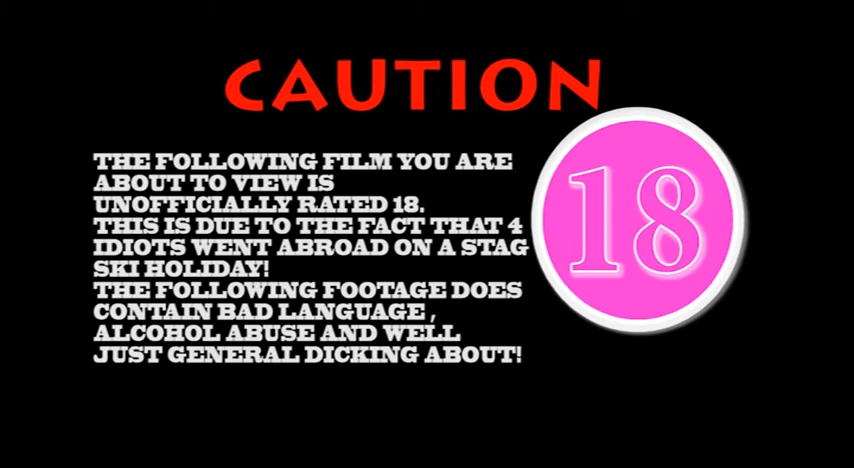 CAUTION
THE FOLLOWING FILM YOU ARE
ABOUT TO VIEW IS
UNOFFICIALLY RATED 18.
THIS IS DUE TO THE FACT THAT 4
IDIOTS WENT ABROAD ON A STAG
SKI HOLIDAY!
THE FOLLOWING FOOTAGE DOES
CONTAIN BAD LANGUAGE ,
ALCOHOL ABUSE AND WELL
JUST GENERAL DICKING ABOUT!
18